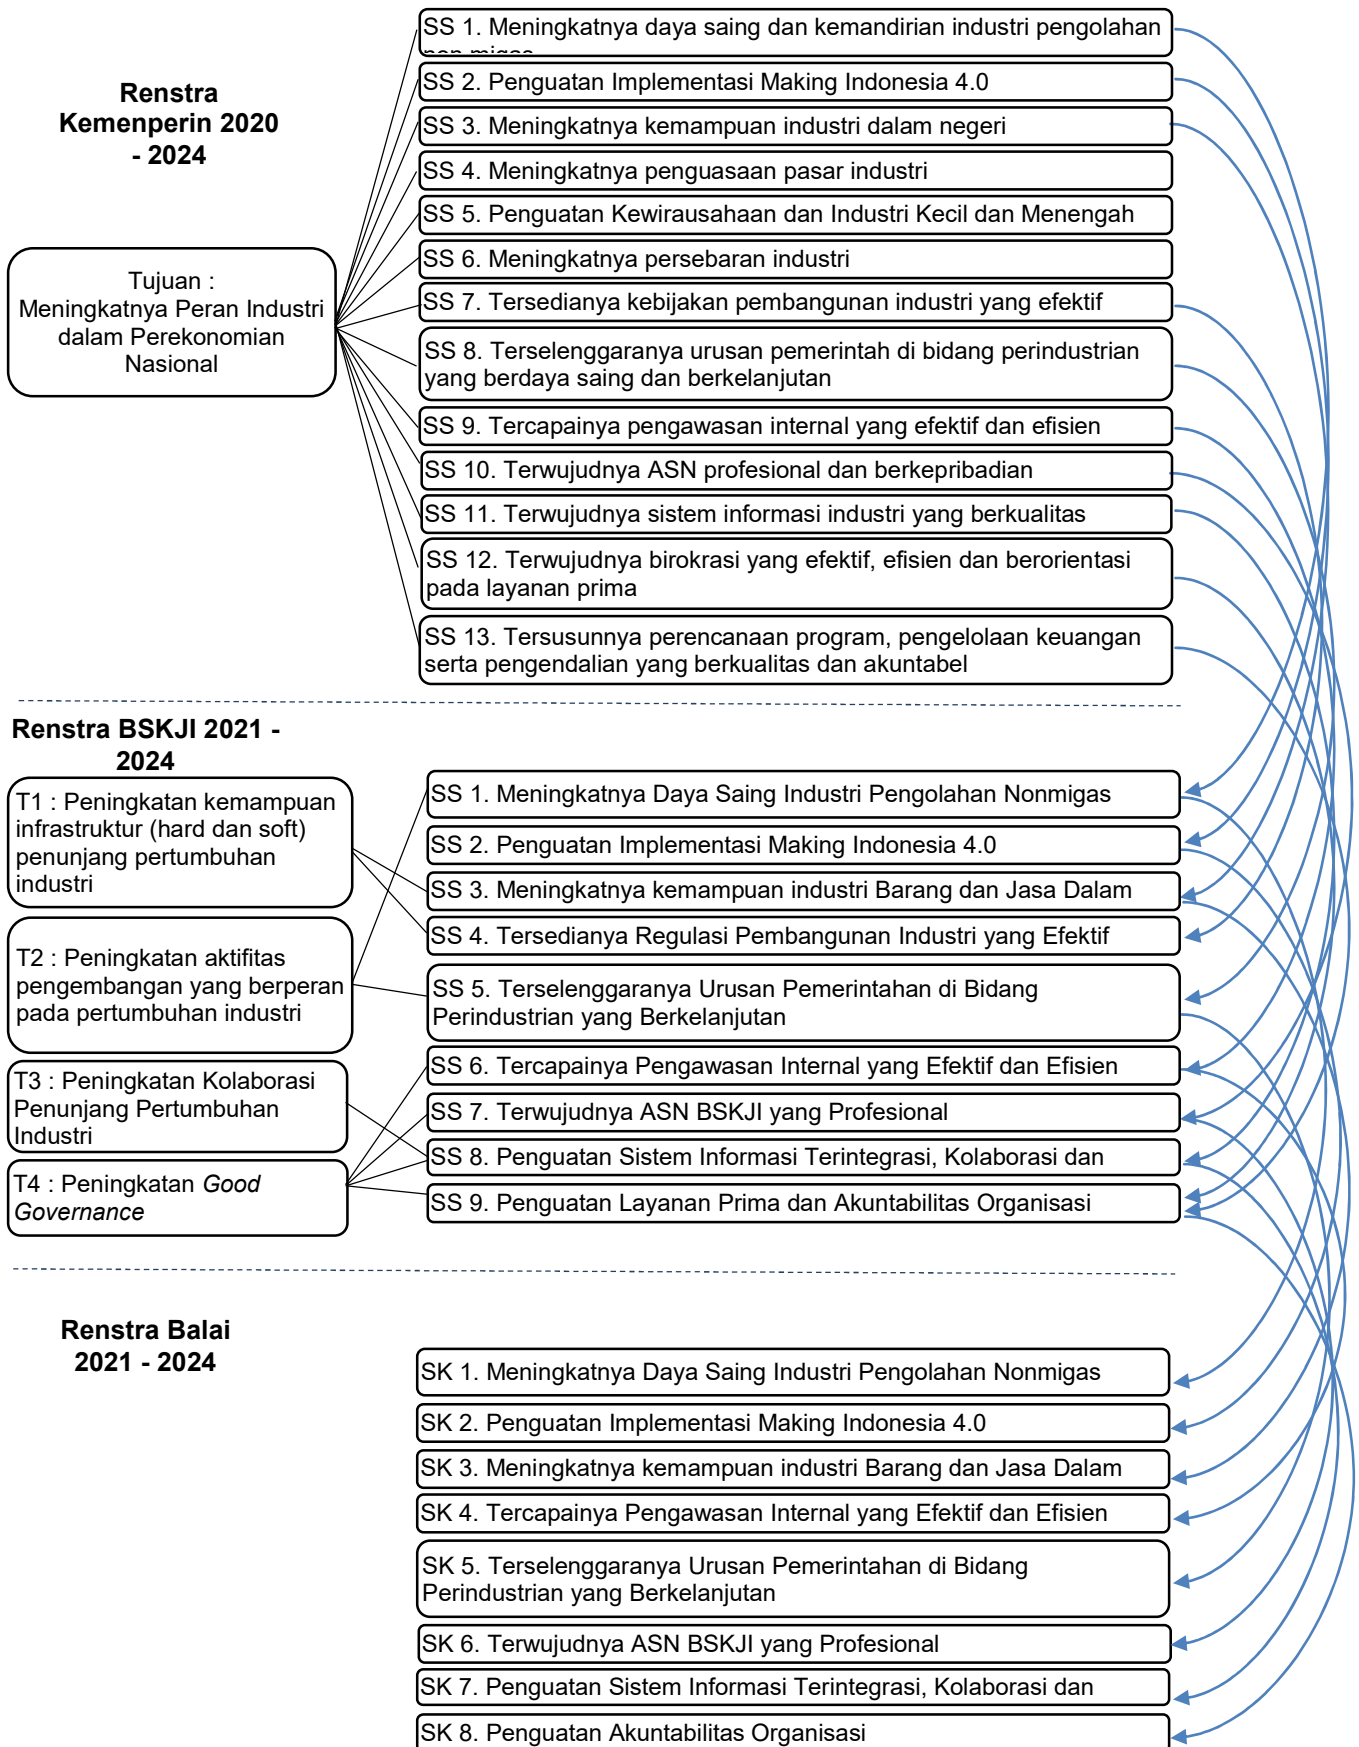 Renstra
Kemenperin 2020
- 2024
Tujuan :
Meningkatnya Peran Industri
dalam Perekonomian
Nasional
SS 1. Meningkatnya daya saing dan kemandirian industri pengolahan
non migas
SS 2. Penguatan Implementasi Making Indonesia 4.0
SS 3. Meningkatnya kemampuan industri dalam negeri
SS 4. Meningkatnya penguasaan pasar industri
SS 5. Penguatan Kewirausahaan dan Industri Kecil dan Menengah
SS 6. Meningkatnya persebaran industri
SS 7. Tersedianya kebijakan pembangunan industri yang efektif
SS 8. Terselenggaranya urusan pemerintah di bidang perindustrian
yang berdaya saing dan berkelanjutan
SS 9. Tercapainya pengawasan internal yang efektif dan efisien
SS 10. Terwujudnya ASN profesional dan berkepribadian
SS 11. Terwujudnya sistem informasi industri yang berkualitas
SS 12. Terwujudnya birokrasi yang efektif, efisien dan berorientasi
pada layanan prima
SS 13. Tersusunnya perencanaan program, pengelolaan keuangan
serta pengendalian yang berkualitas dan akuntabel
Renstra BSKJI 2021 -
2024
T1 : Peningkatan kemampuan
infrastruktur (hard dan soft)
penunjang pertumbuhan
industri
T2 : Peningkatan aktifitas
pengembangan yang berperan
pada pertumbuhan industri
T3 : Peningkatan Kolaborasi
Penunjang Pertumbuhan
Industri
T4 : Peningkatan Good
Governance
SS 1. Meningkatnya Daya Saing Industri Pengolahan Nonmigas
SS 2. Penguatan Implementasi Making Indonesia 4.0
SS 3. Meningkatnya kemampuan industri Barang dan Jasa Dalam
SS 4. Tersedianya Regulasi Pembangunan Industri yang Efektif
SS 5. Terselenggaranya Urusan Pemerintahan di Bidang
Perindustrian yang Berkelanjutan
SS 6. Tercapainya Pengawasan Internal yang Efektif dan Efisien
SS 7. Terwujudnya ASN BSKJI yang Profesional
SS 8. Penguatan Sistem Informasi Terintegrasi, Kolaborasi dan
SS 9. Penguatan Layanan Prima dan Akuntabilitas Organisasi
Renstra Balai
2021 - 2024
SK 1. Meningkatnya Daya Saing Industri Pengolahan Nonmigas
SK 2. Penguatan Implementasi Making Indonesia 4.0
SK 3. Meningkatnya kemampuan industri Barang dan Jasa Dalam
SK 4. Tercapainya Pengawasan Internal yang Efektif dan Efisien
SK 5. Terselenggaranya Urusan Pemerintahan di Bidang
Perindustrian yang Berkelanjutan
SK 6. Terwujudnya ASN BSKJI yang Profesional
SK 7. Penguatan Sistem Informasi Terintegrasi, Kolaborasi dan
SK 8. Penguatan Akuntabilitas Organisasi